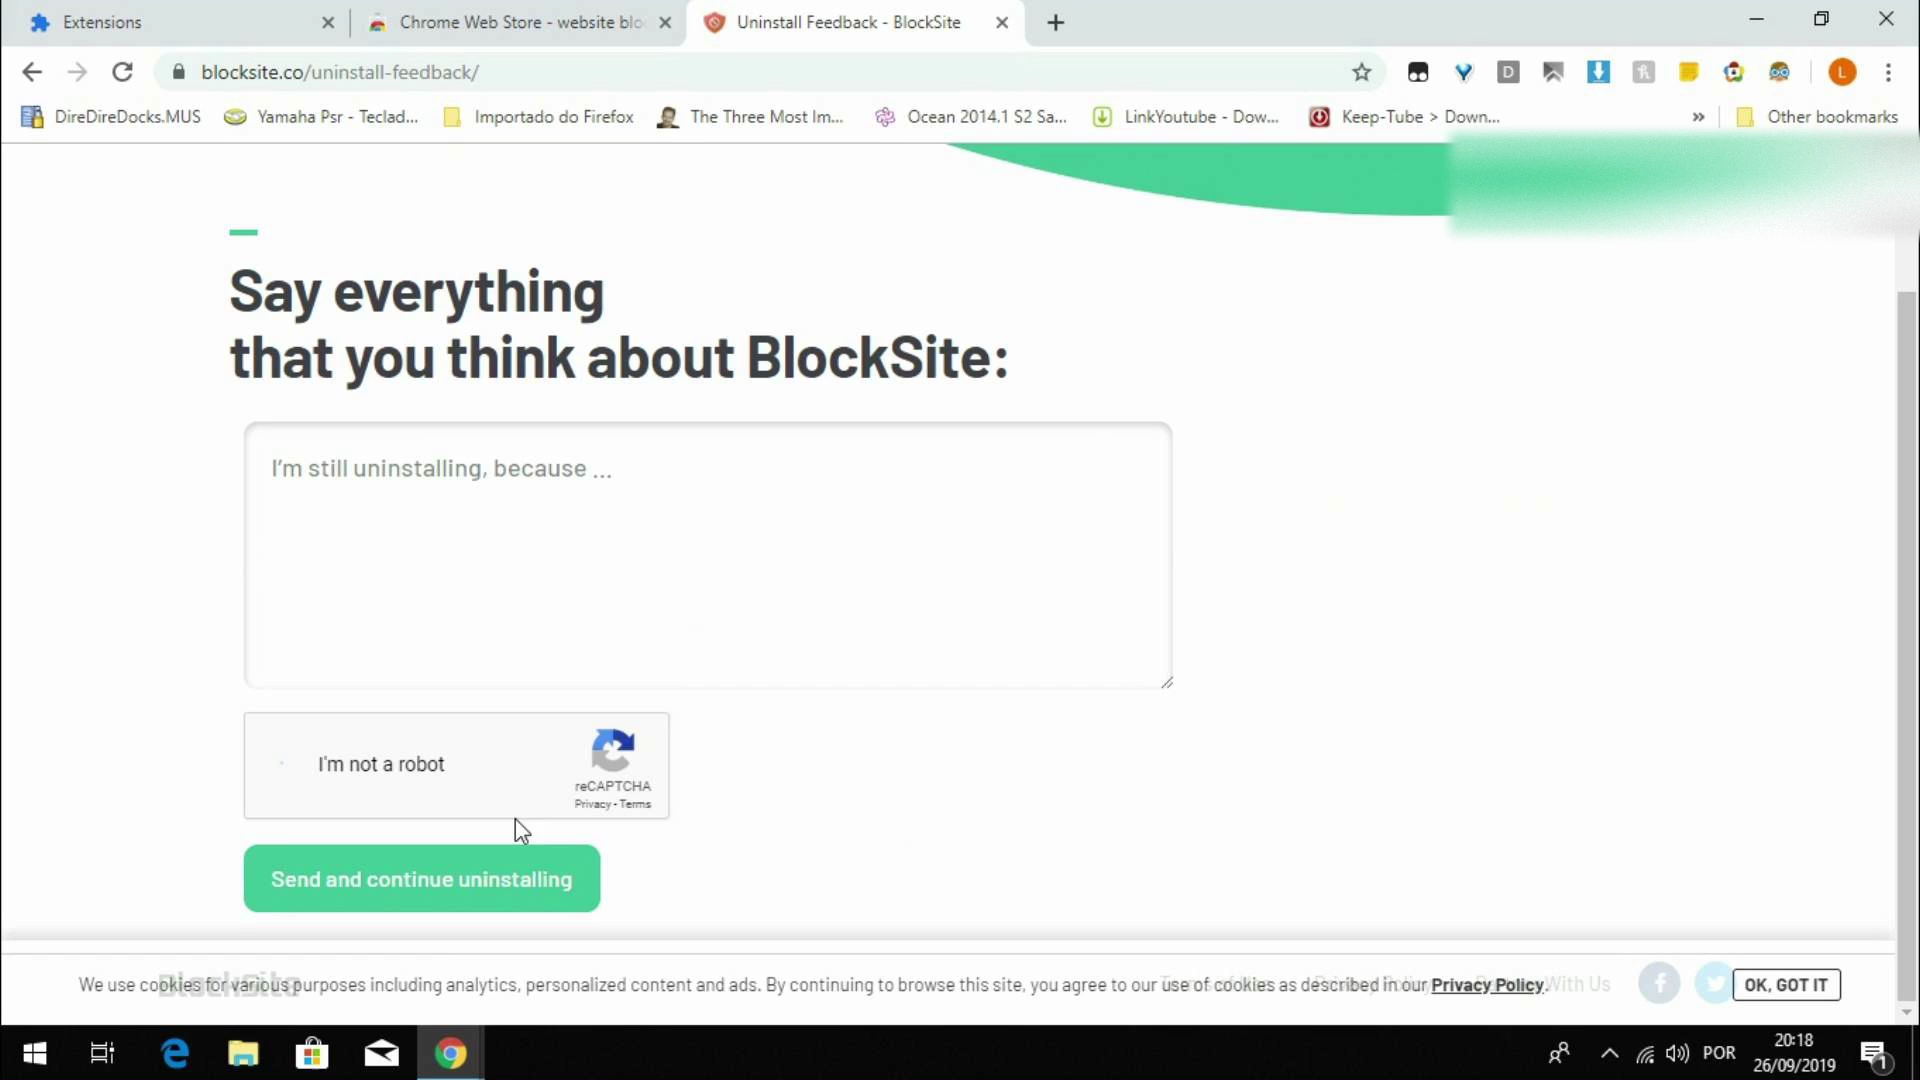 Extensions
Chrome Web Store - website blo
Uninstall Feedback - BlockSite
blocksite.co/uninstall-feedback/
L
DireDireDocks.MUS
Yamaha Psr - Teclad...
Importado do Firefox
The Three Most Im...
Ocean 2014.1 S2 Sa...
LinkYoutube - Dow...
Keep-Tube > Down...
»
Other bookmarks
Say everything
that you think about BlockSite:
I'm still uninstalling, because ...
I'm not a robot
reCAPTCHA
Privacy - Terms
Send and continue uninstalling
BlockSite
We use cookies for various purposes including analytics, personalized content and ads. By continuing to browse this site, you agree to our use of cookies as described in our Privacy Policy.
With Us
OK, GOT IT
POR
20:18
26/09/2019
1